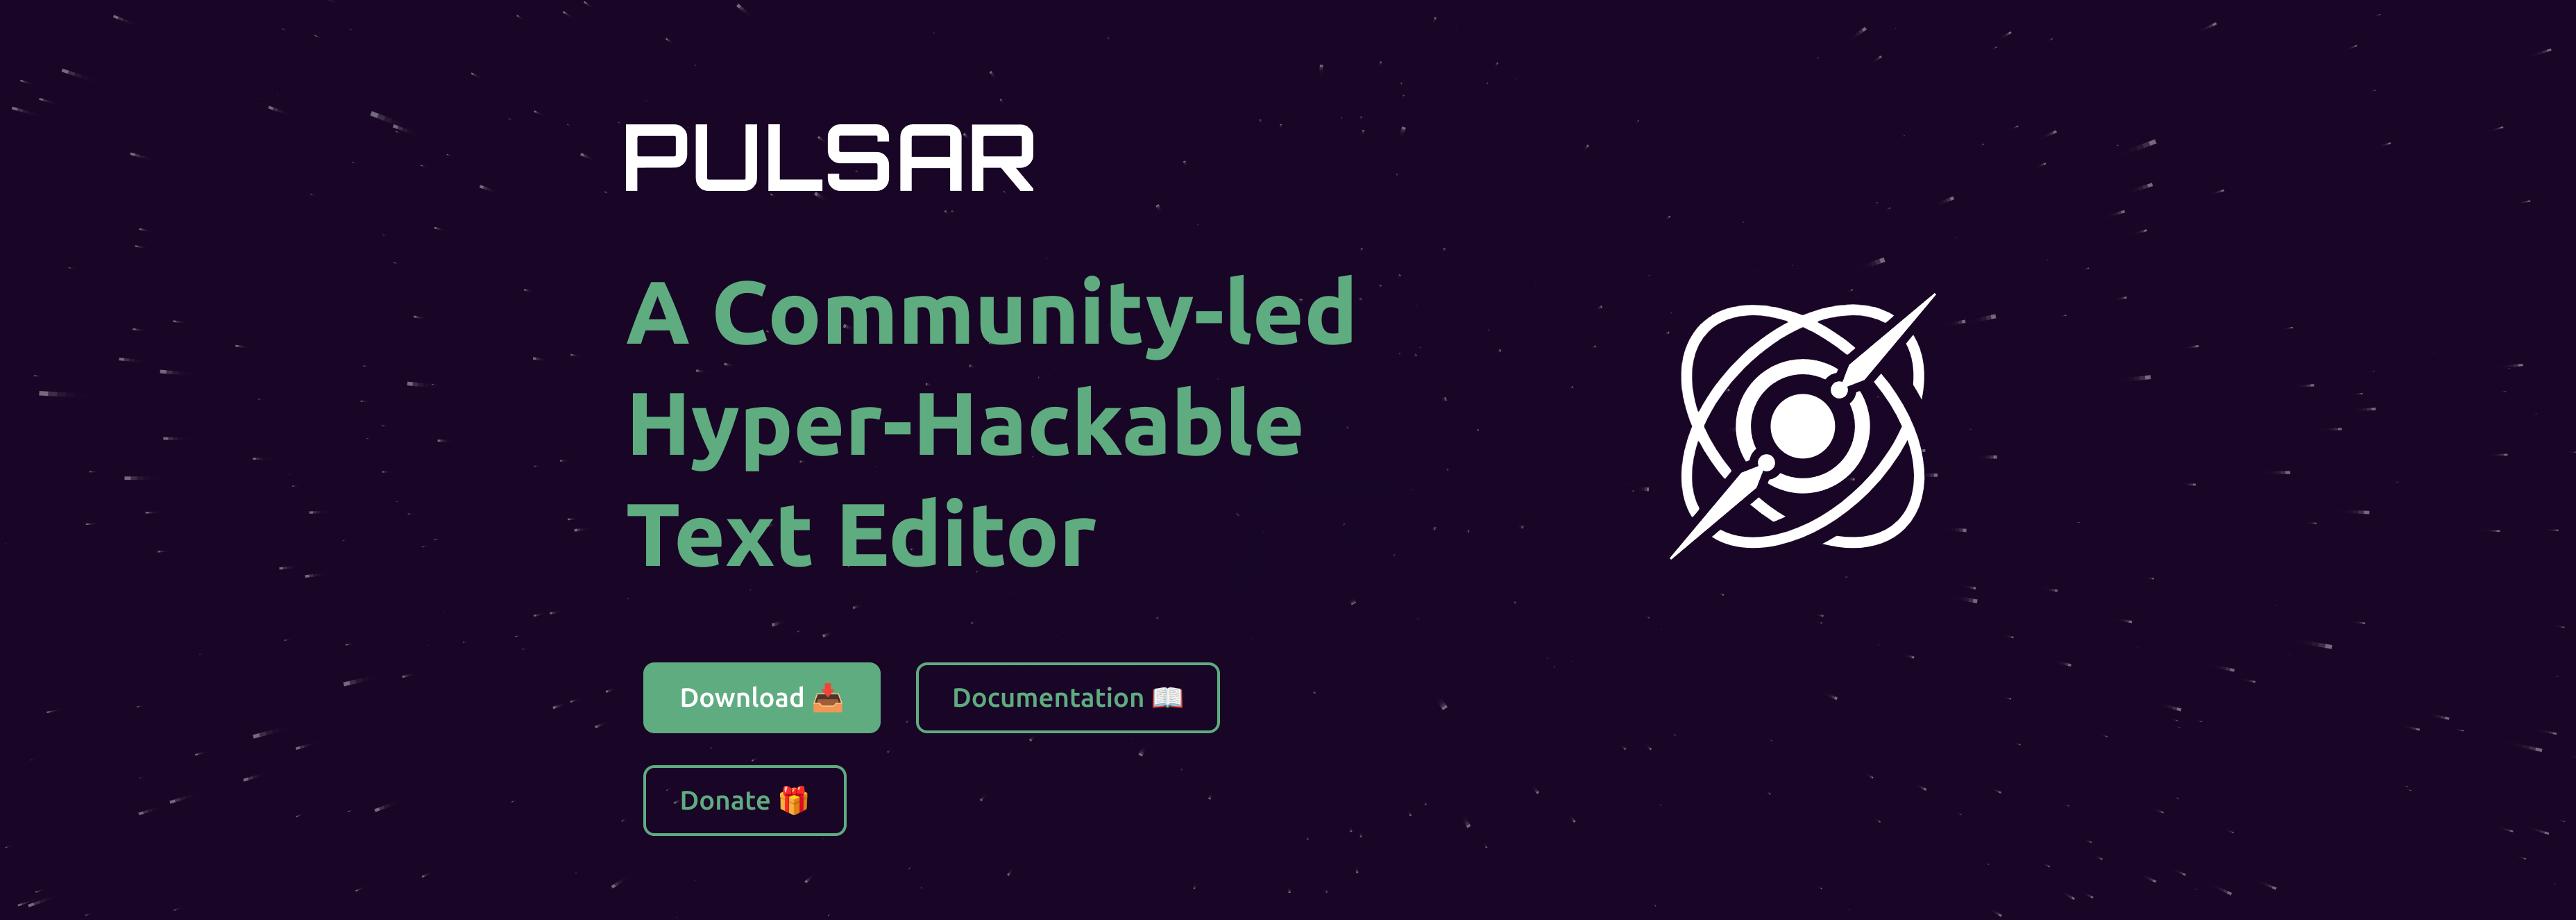 PULSAR
A Community-led
Hyper-Hackable
Text Editor
Download 📥
Documentation 📖
Donate 🎁